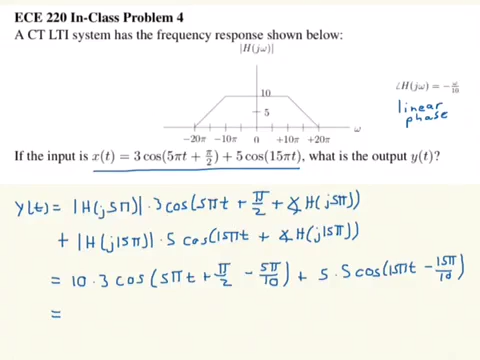 ECE 220 In-Class Problem 4
A CT LTI system has the frequency response shown below:
|H(jω)|
10
5
−20π −10π 0 +10π +20π ω
∠H(jω) = −ω/10
linear
phase
If the input is x(t) = 3 cos(5πt + π/2) + 5 cos(15πt), what is the output y(t)?
y(t) = |H(j5π)| · 3 cos(5πt + π/2 + ∡H(j5π))
+ |H(j15π)| · 5 cos(15πt + ∡H(j15π))
= 10 · 3 cos(5πt + π/2 − 5π/10) + 5 · 5 cos(15πt − 15π/10)
=